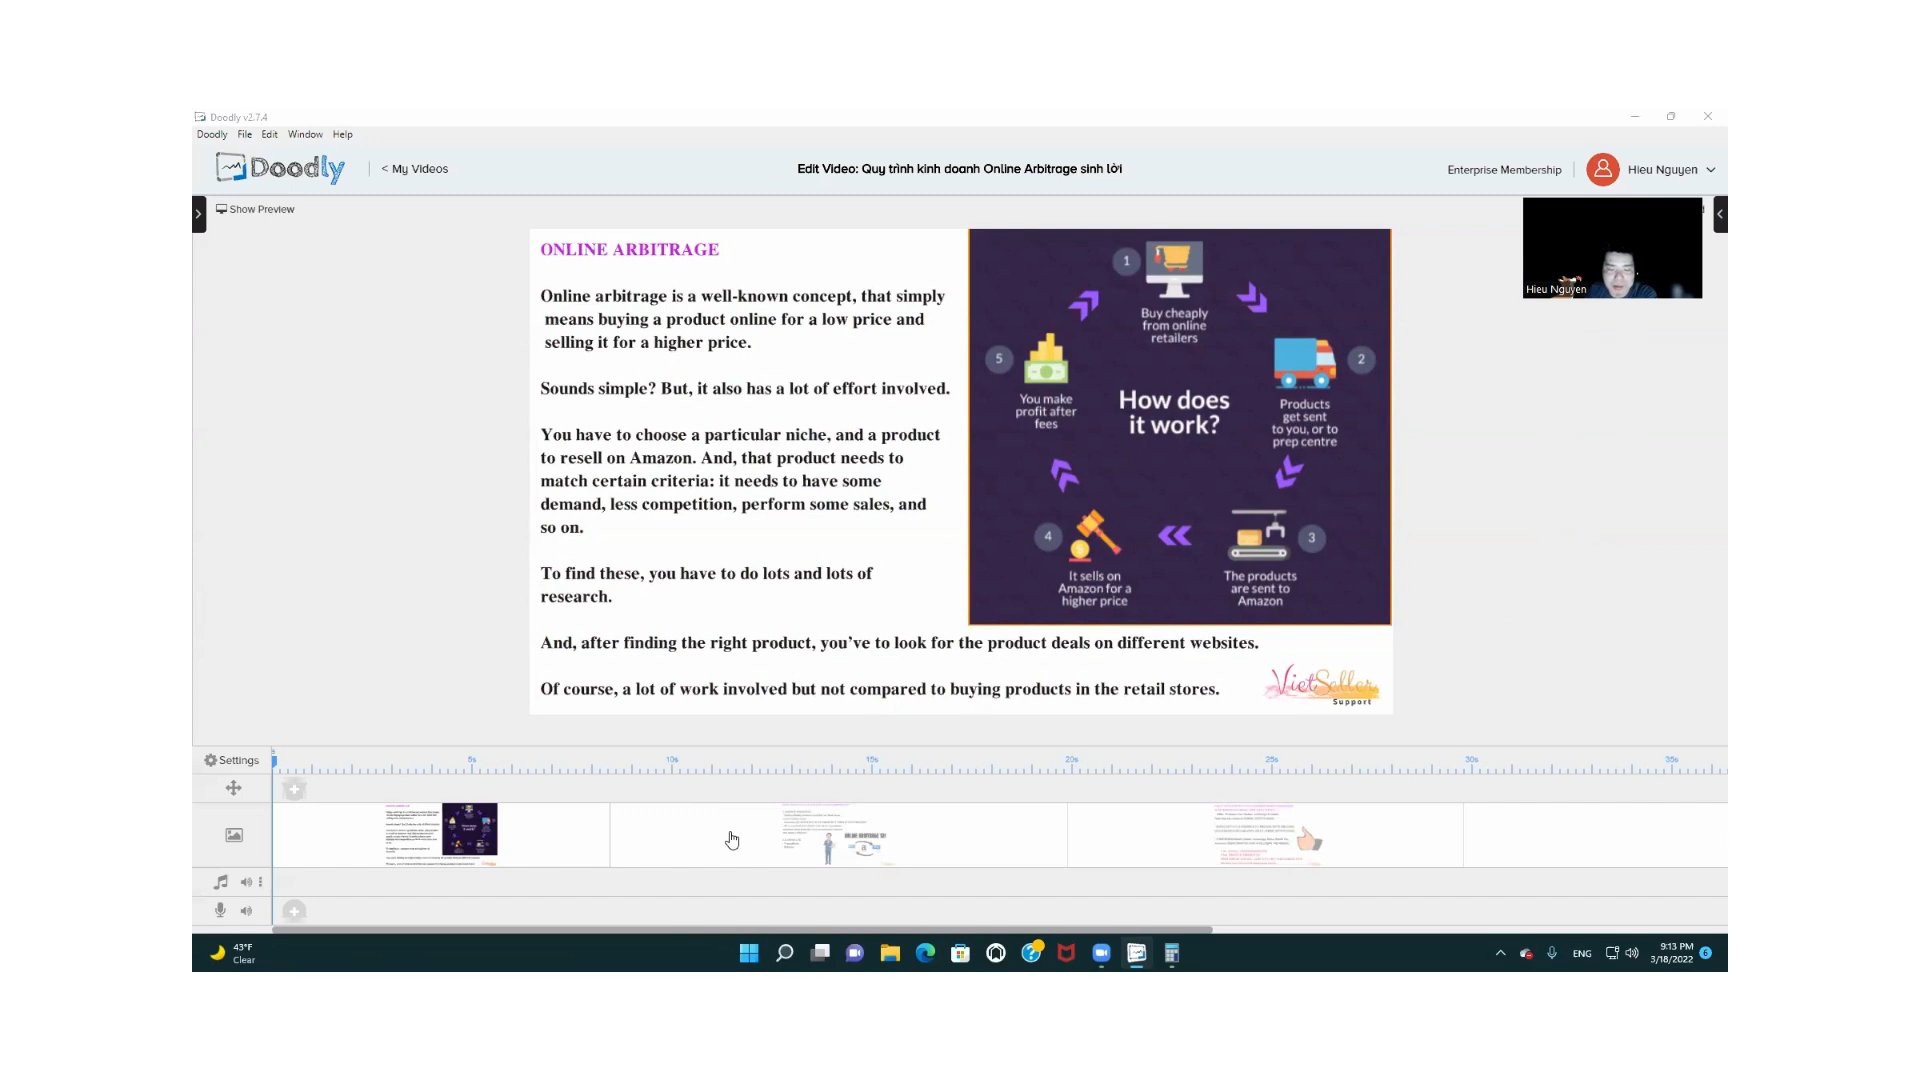 Doodly v2.7.4
Doodly File Edit Window Help
Doodly
< My Videos
Edit Video: Quy trình kinh doanh Online Arbitrage sinh lời
Enterprise Membership
Hieu Nguyen
Show Preview
Hieu Nguyen
ONLINE ARBITRAGE
Online arbitrage is a well-known concept, that simply
means buying a product online for a low price and
selling it for a higher price.
Sounds simple? But, it also has a lot of effort involved.
You have to choose a particular niche, and a product
to resell on Amazon. And, that product needs to
match certain criteria: it needs to have some
demand, less competition, perform some sales, and
so on.
To find these, you have to do lots and lots of
research.
And, after finding the right product, you’ve to look for the product deals on different websites.
Of course, a lot of work involved but not compared to buying products in the retail stores.
1
Buy cheaply
from online
retailers
2
Products
get sent
to you, or to
prep centre
3
The products
are sent to
Amazon
4
It sells on
Amazon for a
higher price
5
You make
profit after
fees
How does
it work?
VietSeller
Support
Settings
5s
10s
15s
20s
25s
30s
35s
43°F
Clear
ENG
9:13 PM
3/18/2022
6